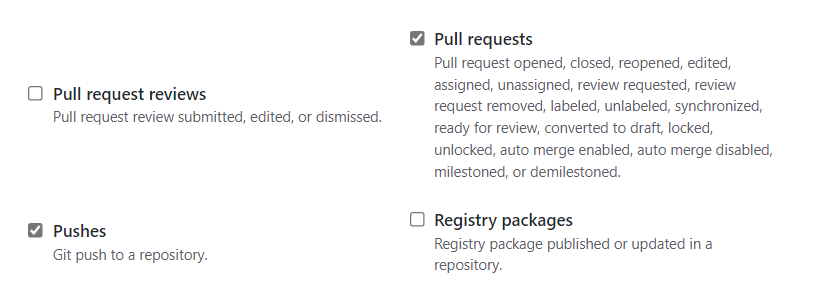 Pull requests
Pull request opened, closed, reopened, edited,
assigned, unassigned, review requested, review
request removed, labeled, unlabeled, synchronized,
ready for review, converted to draft, locked,
unlocked, auto merge enabled, auto merge disabled,
milestoned, or demilestoned.
Pull request reviews
Pull request review submitted, edited, or dismissed.
Pushes
Git push to a repository.
Registry packages
Registry package published or updated in a
repository.